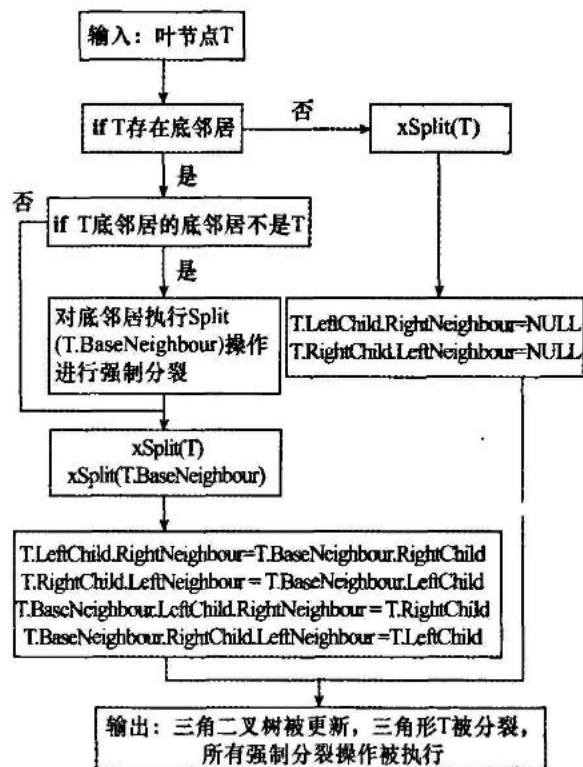 输入：叶节点T
if T存在底邻居
否
xSplit(T)
是
否
if T底邻居的底邻居不是T
是
对底邻居执行Split
(T.BaseNeighbour)操作
进行强制分裂
T.LeftChild.RightNeighbour=NULL
T.RightChild.LeftNeighbour=NULL
xSplit(T)
xSplit(T.BaseNeighbour)
T.LeftChild.RightNeighbour=T.BaseNeighbour.RightChild
T.RightChild.LeftNeighbour = T.BaseNeighbour.LeftChild
T.BaseNeighbour.LeftChild.RightNeighbour = T.RightChild
T.BaseNeighbour.RightChild.LeftNeighbour =T.LeftChild
输出：三角二叉树被更新，三角形T被分裂，
所有强制分裂操作被执行